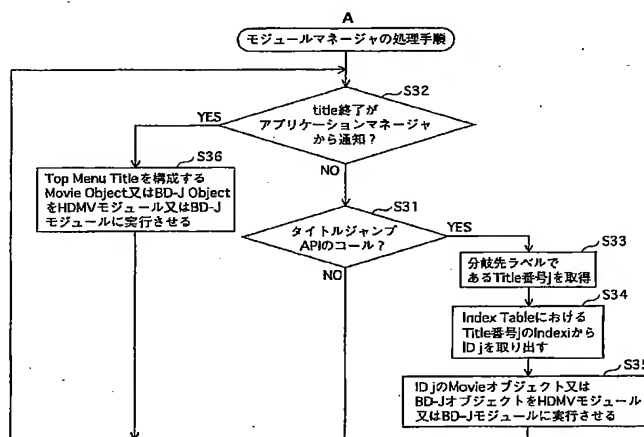 A
モジュールマネージャの処理手順
S32
title終了が
アプリケーションマネージャ
から通知？
YES
NO
S36
Top Menu Titleを構成する
Movie Object又はBD-J Object
をHDMVモジュール又はBD-J
モジュールに実行させる
S31
タイトルジャンプ
APIのコール？
YES
NO
S33
分岐先ラベルで
あるTitle番号jを取得
S34
Index Tableにおける
Title番号jのIndexiから
ID jを取り出す
S35
ID jのMovieオブジェクト又は
BD-JオブジェクトをHDMVモジュール
又はBD-Jモジュールに実行させる